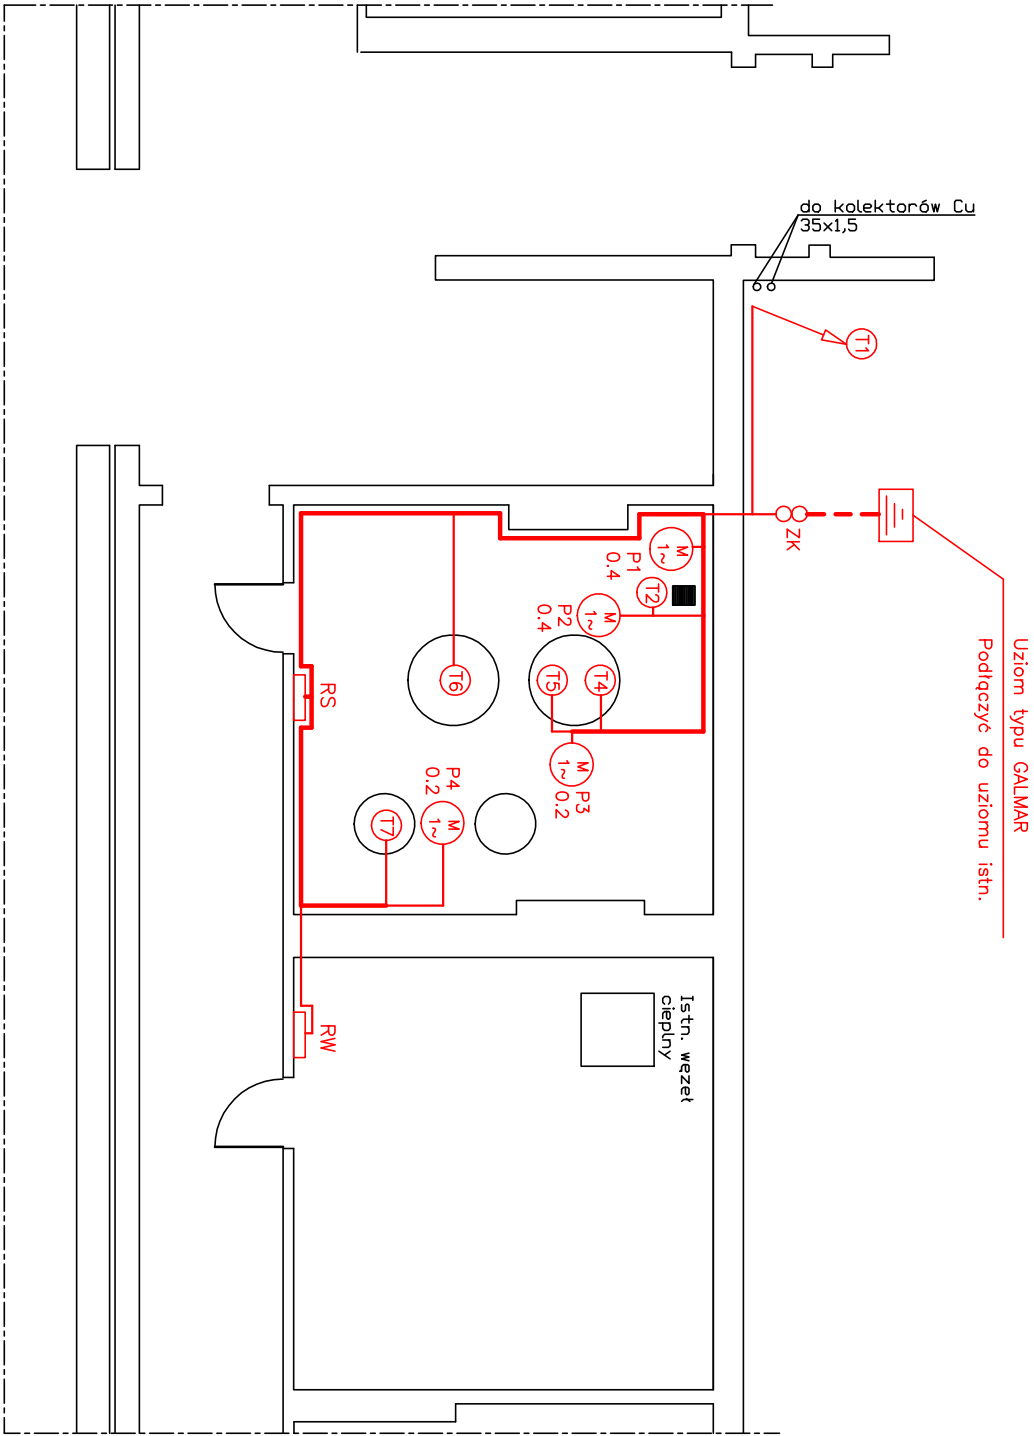 do kolektorów Cu
35x1,5
T1
ZK
Uziom typu GALMAR
Podłączyć do uziomu istn.
M
1~
P1
0.4
T2
M
1~
P2
0.4
T6
T5
T4
RS
M
1~
P3
0.2
P4
0.2
M
1~
T7
RW
Istn. węzeł
cieplny